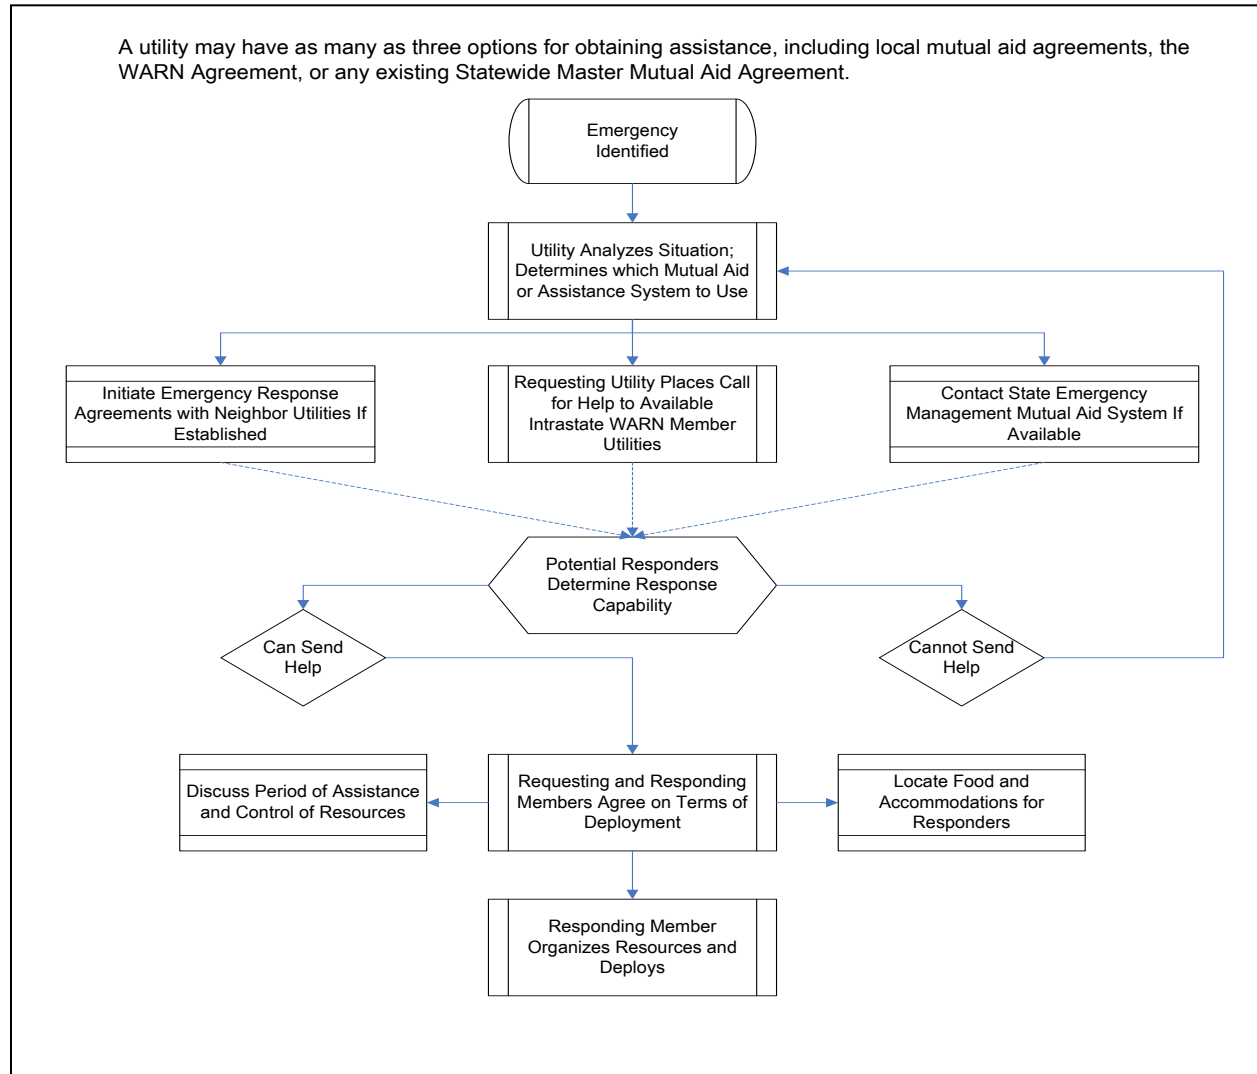 A utility may have as many as three options for obtaining assistance, including local mutual aid agreements, the
WARN Agreement, or any existing Statewide Master Mutual Aid Agreement.
Emergency
Identified
Utility Analyzes Situation;
Determines which Mutual Aid
or Assistance System to Use
Initiate Emergency Response
Agreements with Neighbor Utilities If
Established
Requesting Utility Places Call
for Help to Available
Intrastate WARN Member
Utilities
Contact State Emergency
Management Mutual Aid System If
Available
Potential Responders
Determine Response
Capability
Can Send
Help
Cannot Send
Help
Discuss Period of Assistance
and Control of Resources
Requesting and Responding
Members Agree on Terms of
Deployment
Locate Food and
Accommodations for
Responders
Responding Member
Organizes Resources and
Deploys